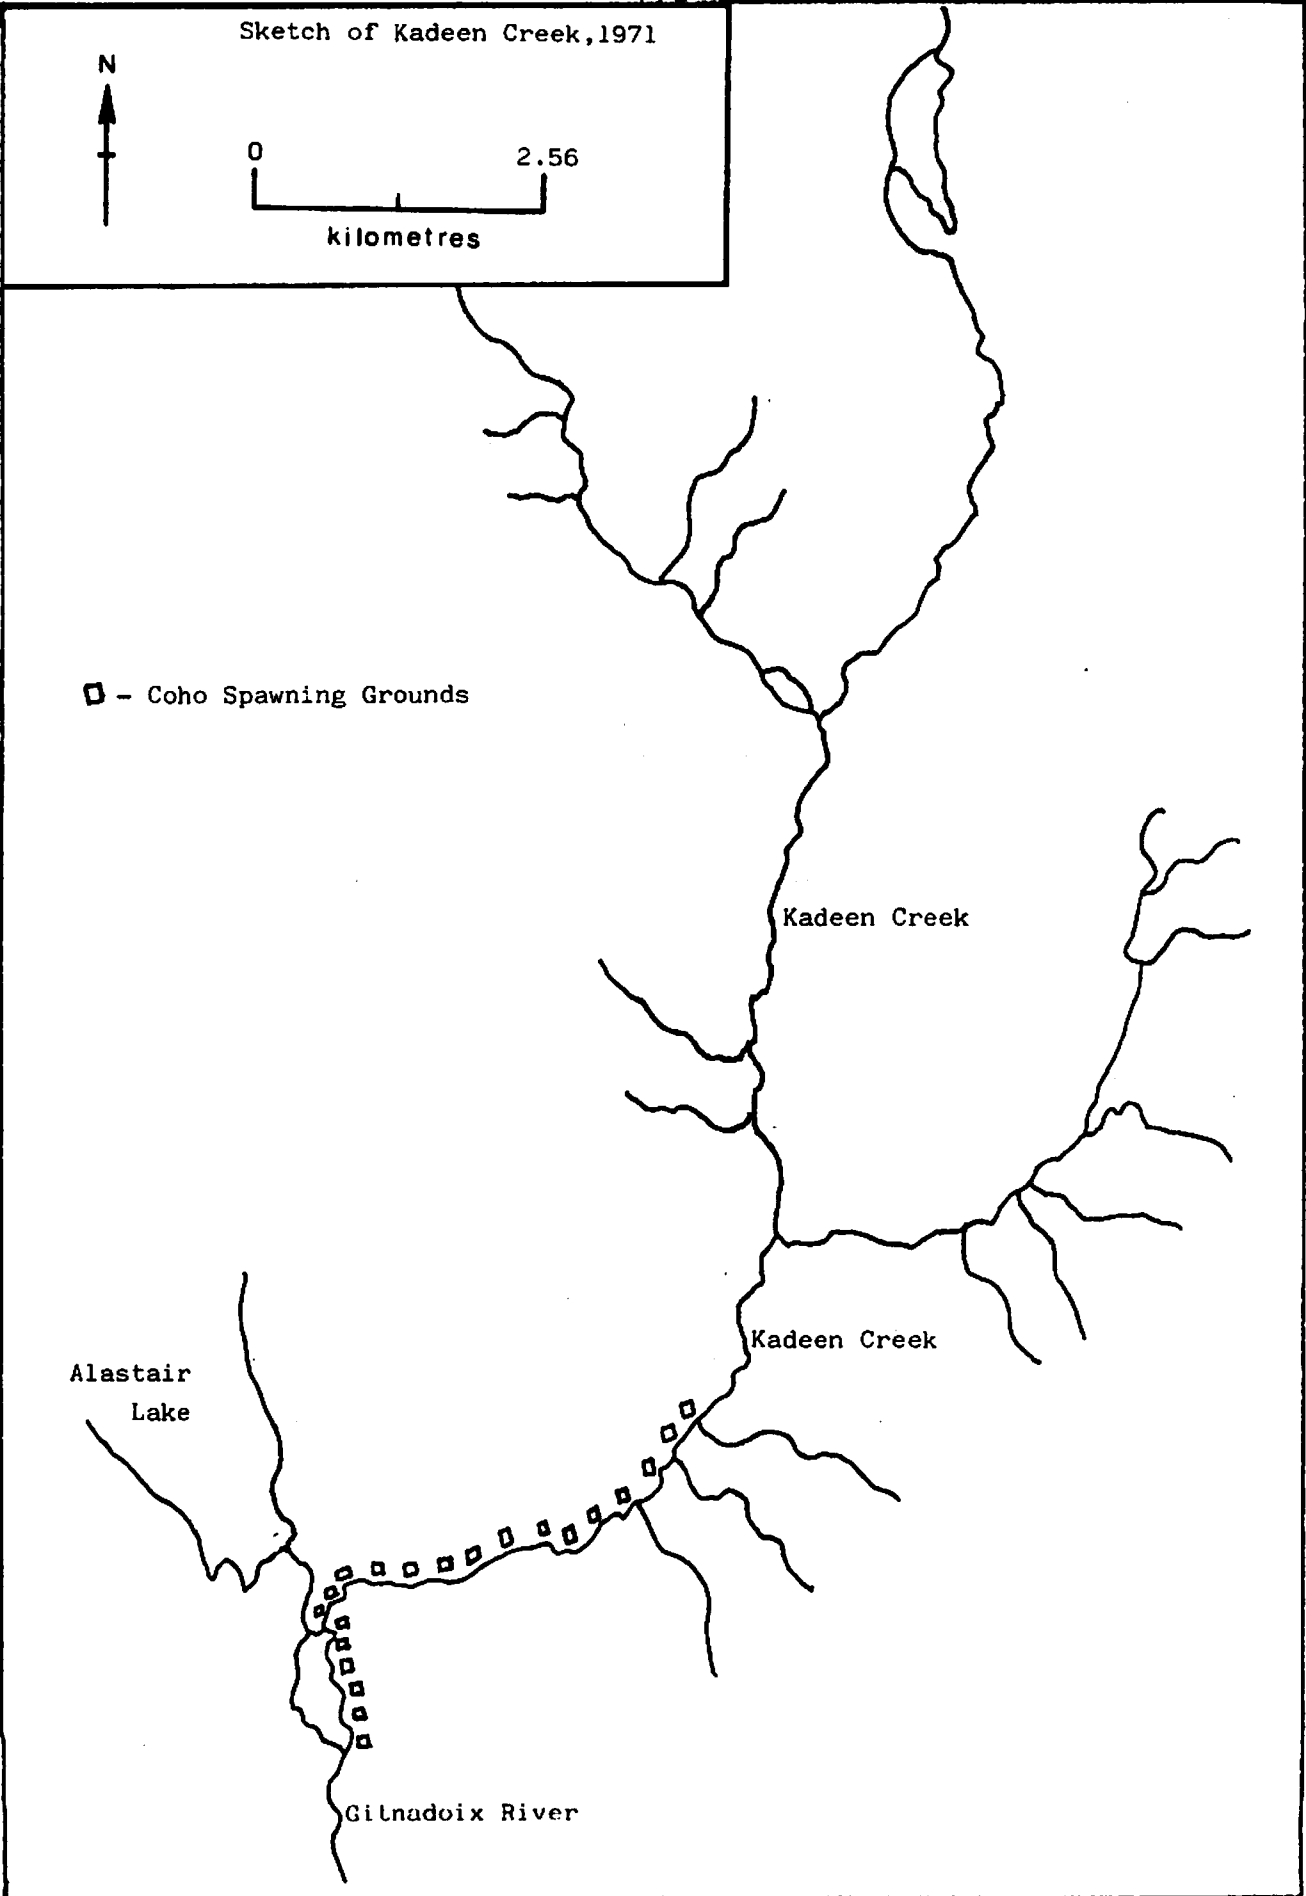 Sketch of Kadeen Creek,1971
N
0 2.56
kilometres
- Coho Spawning Grounds
Kadeen Creek
Kadeen Creek
Alastair
Lake
Gitnadoix River